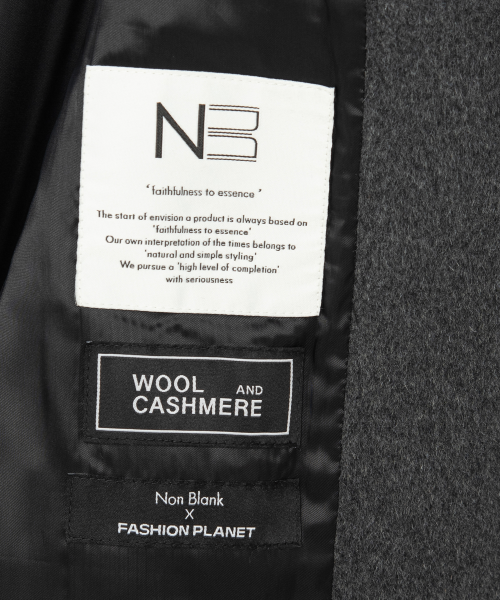 NB
‘faithfulness to essence’
The start of envision a product is always based on
‘faithfulness to essence’
Our own interpretation of the times belongs to
‘natural and simple styling’
We pursue a ‘high level of completion’
with seriousness
WOOL AND
CASHMERE
Non Blank
X
FASHION PLANET